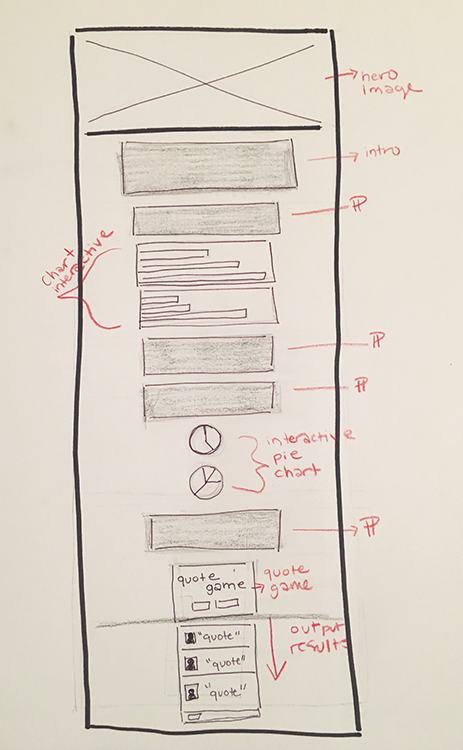 hero
image
intro
P
chart
interactive
P
P
interactive
pie
chart
P
quote
game
quote
game
output
results
"quote"
"quote"
"quote"